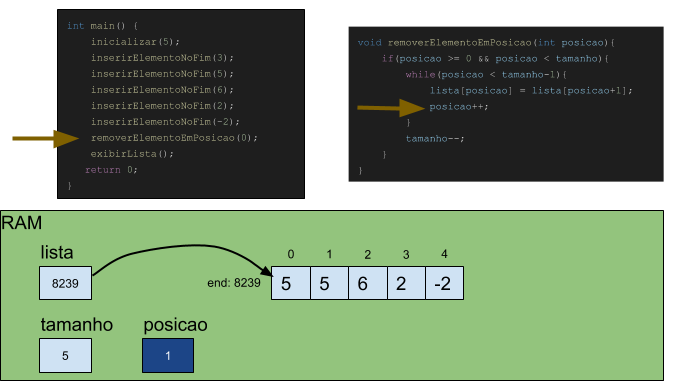 int main() {
inicializar(5);
inserirElementoNoFim(3);
inserirElementoNoFim(5);
inserirElementoNoFim(6);
inserirElementoNoFim(2);
inserirElementoNoFim(-2);
removerElementoEmPosicao(0);
exibirLista();
return 0;
}
void removerElementoEmPosicao(int posicao){
if(posicao >= 0 && posicao < tamanho){
while(posicao < tamanho-1){
lista[posicao] = lista[posicao+1];
posicao++;
}
tamanho--;
}
}
RAM
lista
8239
end: 8239
0 1 2 3 4
5 5 6 2 -2
tamanho posicao
5 1